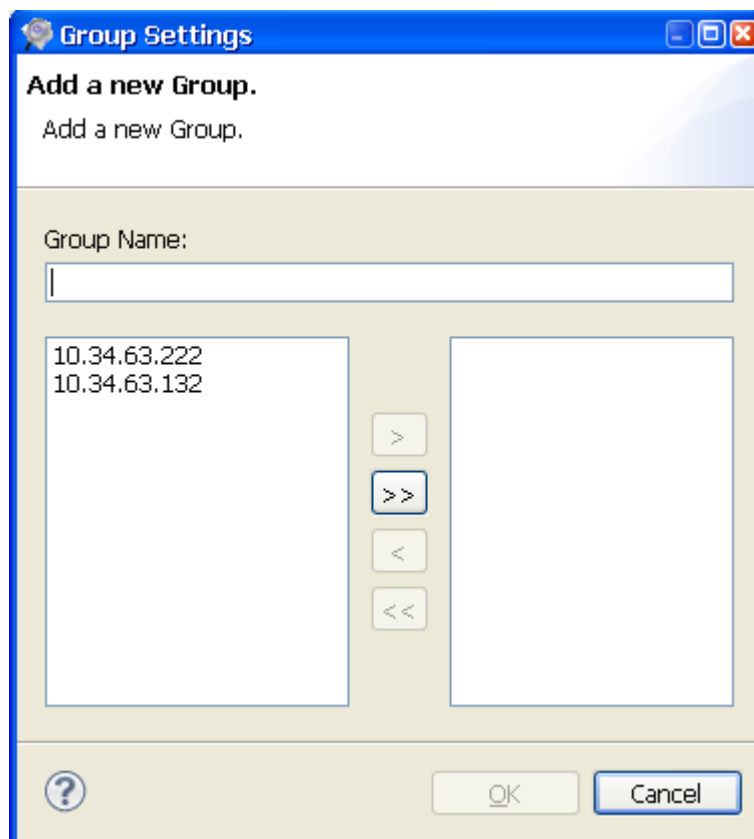 Group Settings
Add a new Group.
Add a new Group.
Group Name:
10.34.63.222
10.34.63.132
>
>>
<
<<
?
OK
Cancel